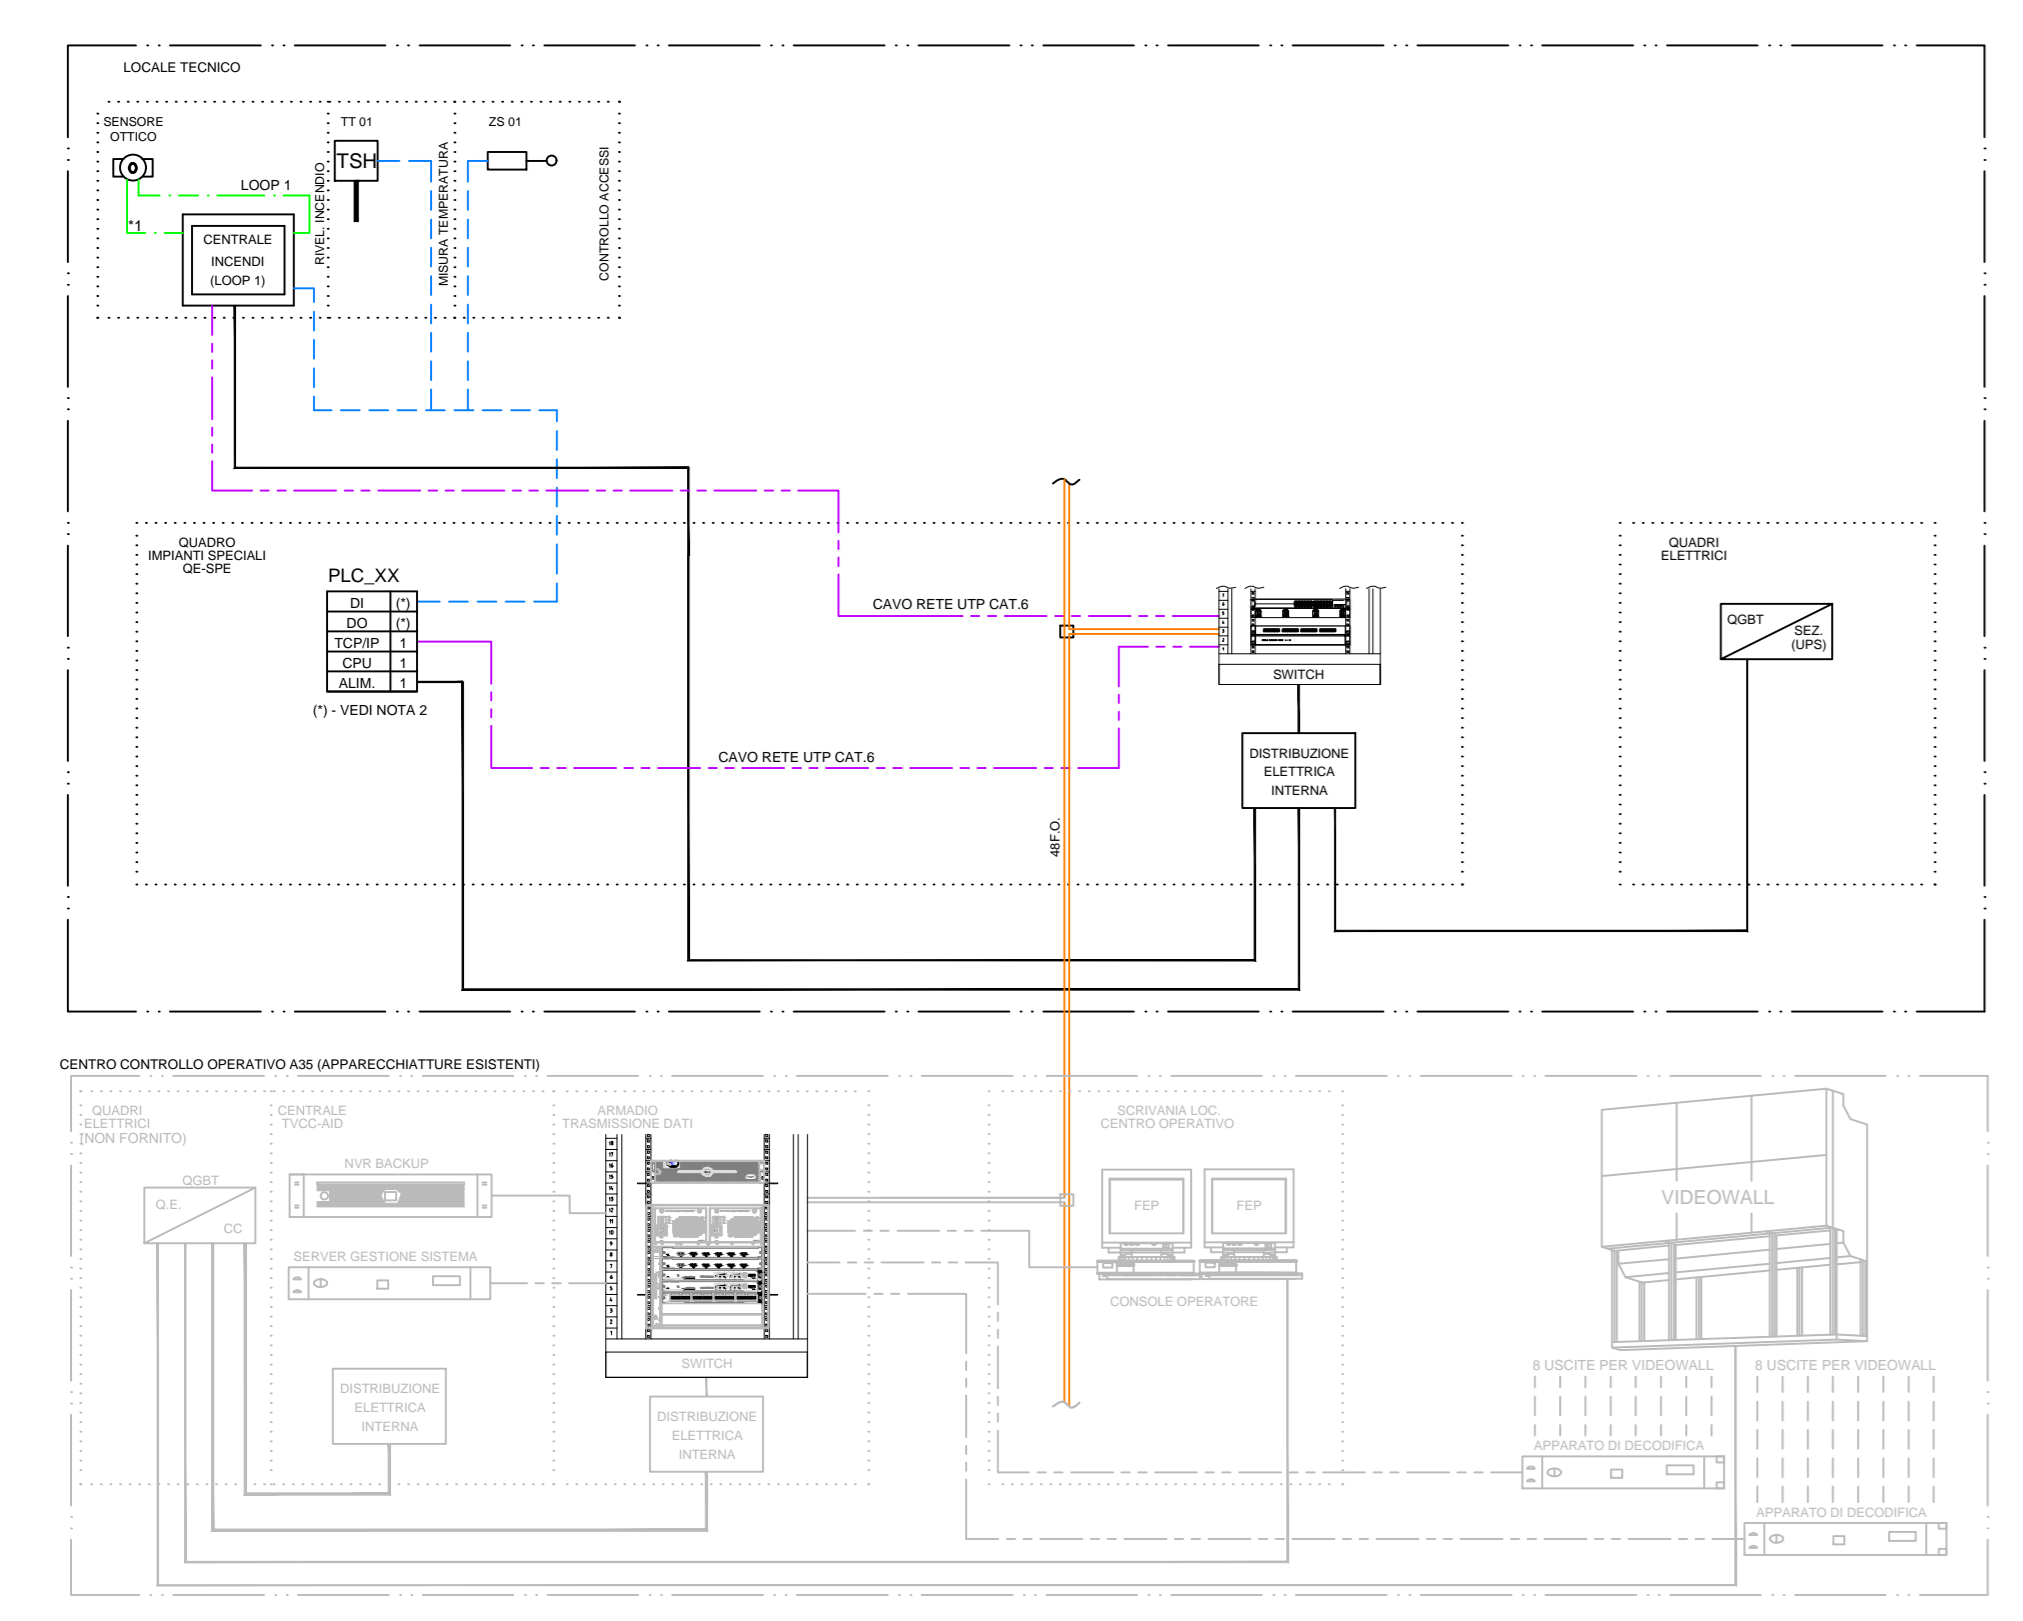 LOCALE TECNICO
SENSORE
OTTICO
TT 01
ZS 01
TSH
LOOP 1
*1
CENTRALE
INCENDI
(LOOP 1)
RIVEL. INCENDIO
MISURA TEMPERATURA
CONTROLLO ACCESSI
QUADRO
IMPIANTI SPECIALI
QE-SPE
PLC_XX
DI (*)
DO (*)
TCP/IP 1
CPU 1
ALIM. 1
(*) - VEDI NOTA 2
CAVO RETE UTP CAT.6
CAVO RETE UTP CAT.6
SWITCH
DISTRIBUZIONE
ELETTRICA
INTERNA
48F.O.
QUADRI
ELETTRICI
QGBT
SEZ.
(UPS)
CENTRO CONTROLLO OPERATIVO A35 (APPARECCHIATURE ESISTENTI)
QUADRI
ELETTRICI
(NON FORNITO)
QGBT
Q.E.
CC
CENTRALE
TVCC-AID
NVR BACKUP
SERVER GESTIONE SISTEMA
DISTRIBUZIONE
ELETTRICA
INTERNA
ARMADIO
TRASMISSIONE DATI
SWITCH
DISTRIBUZIONE
ELETTRICA
INTERNA
SCRIVANIA LOC.
CENTRO OPERATIVO
FEP
FEP
CONSOLE OPERATORE
VIDEOWALL
8 USCITE PER VIDEOWALL
8 USCITE PER VIDEOWALL
APPARATO DI DECODIFICA
APPARATO DI DECODIFICA